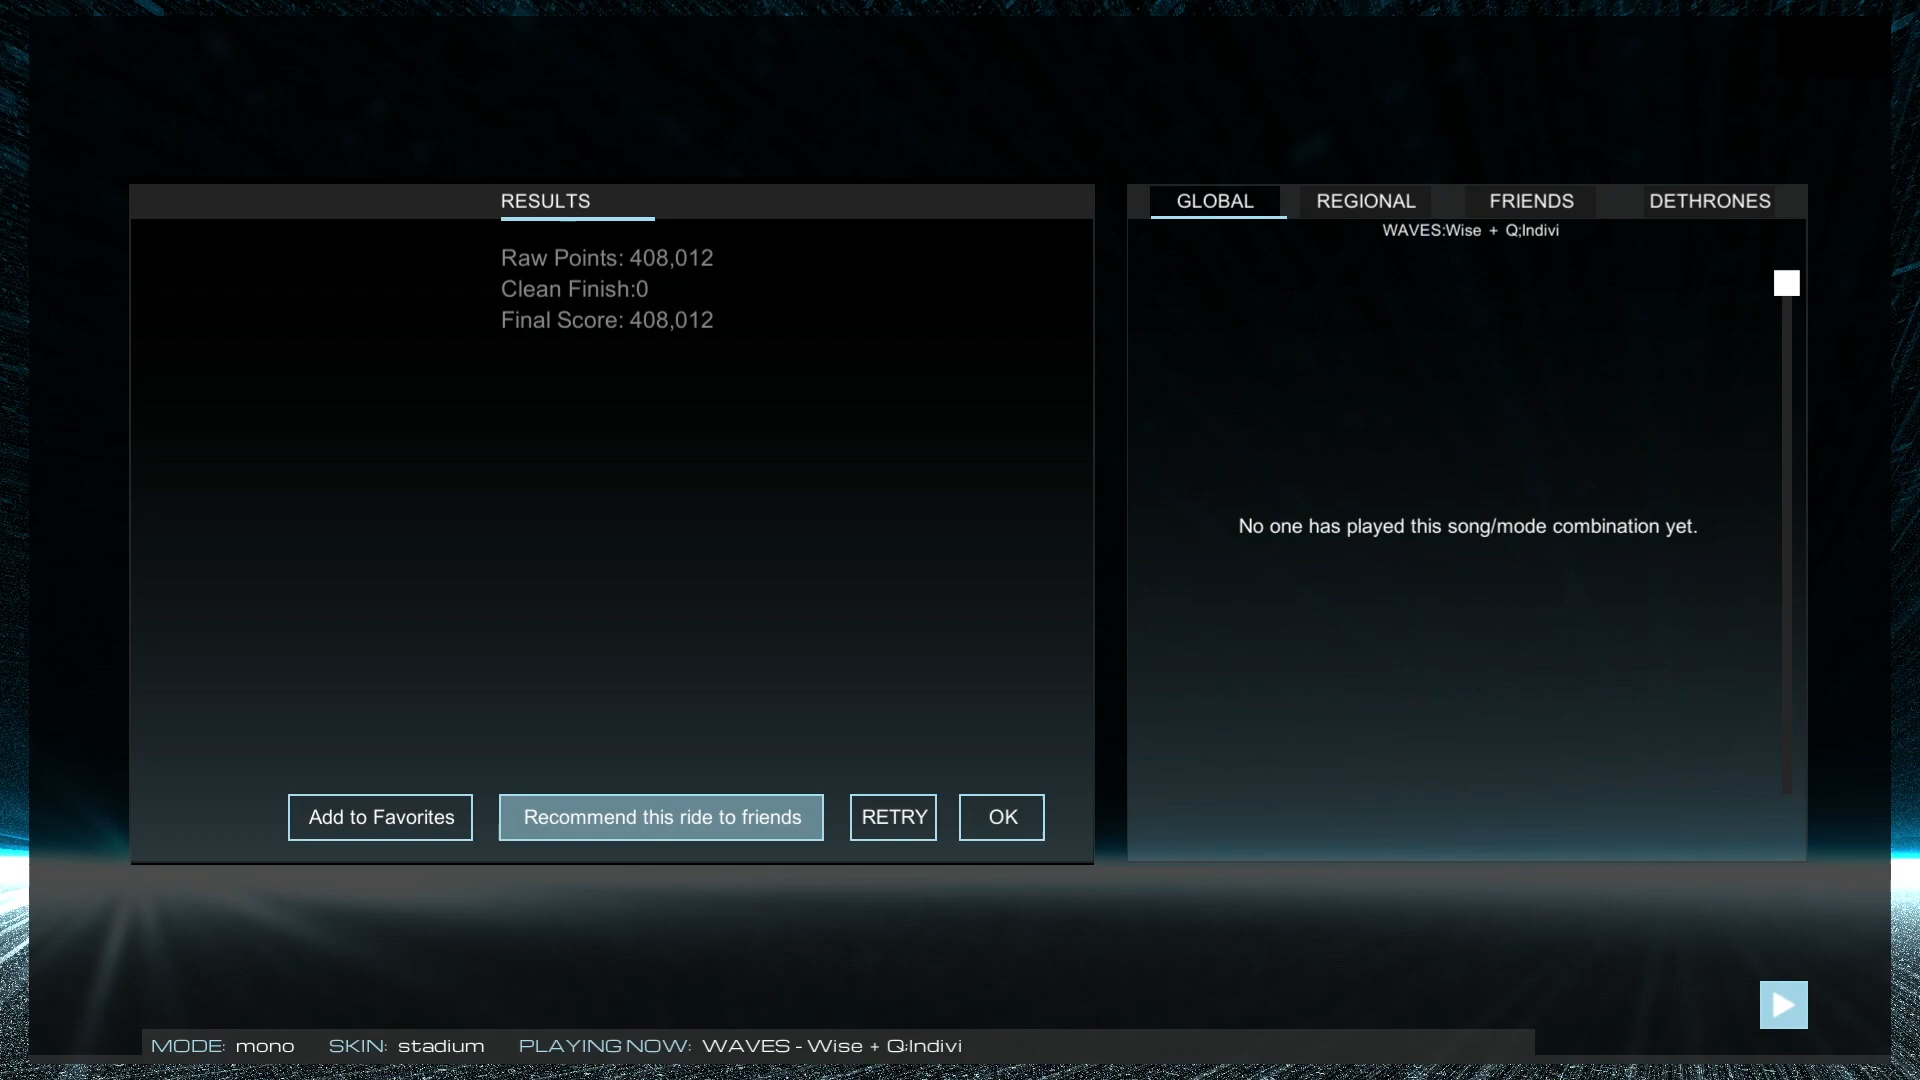 RESULTS
Raw Points: 408,012
Clean Finish:0
Final Score: 408,012
Add to Favorites
Recommend this ride to friends
RETRY
OK
GLOBAL REGIONAL FRIENDS DETHRONES
WAVES:Wise + Q;Indivi
No one has played this song/mode combination yet.
MODE: mono SKIN: stadium PLAYING NOW: WAVES - Wise + Q;Indivi